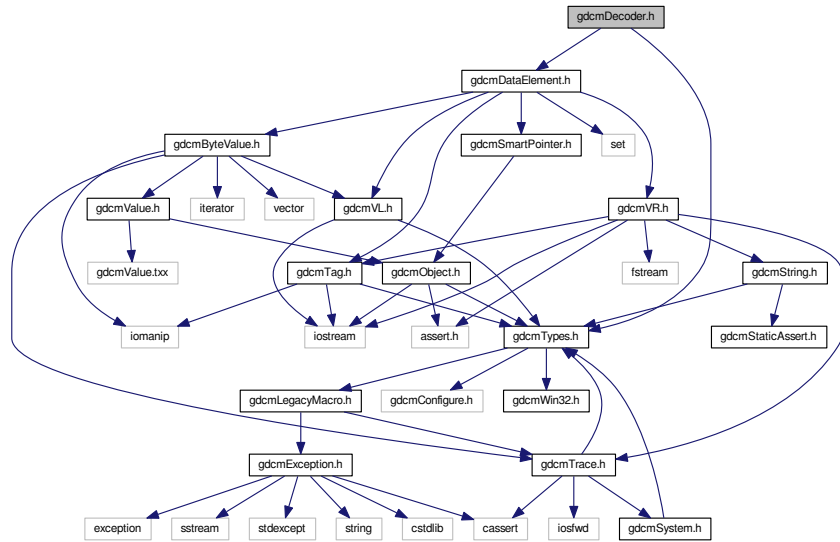 gdcmDecoder.h
gdcmDataElement.h
gdcmByteValue.h
gdcmSmartPointer.h
set
gdcmValue.h
iterator
vector
gdcmVL.h
gdcmVR.h
gdcmValue.txx
gdcmTag.h
gdcmObject.h
fstream
gdcmString.h
iomanip
iostream
assert.h
gdcmTypes.h
gdcmStaticAssert.h
gdcmLegacyMacro.h
gdcmConfigure.h
gdcmWin32.h
gdcmException.h
gdcmTrace.h
exception
sstream
stdexcept
string
cstdlib
cassert
iosfwd
gdcmSystem.h